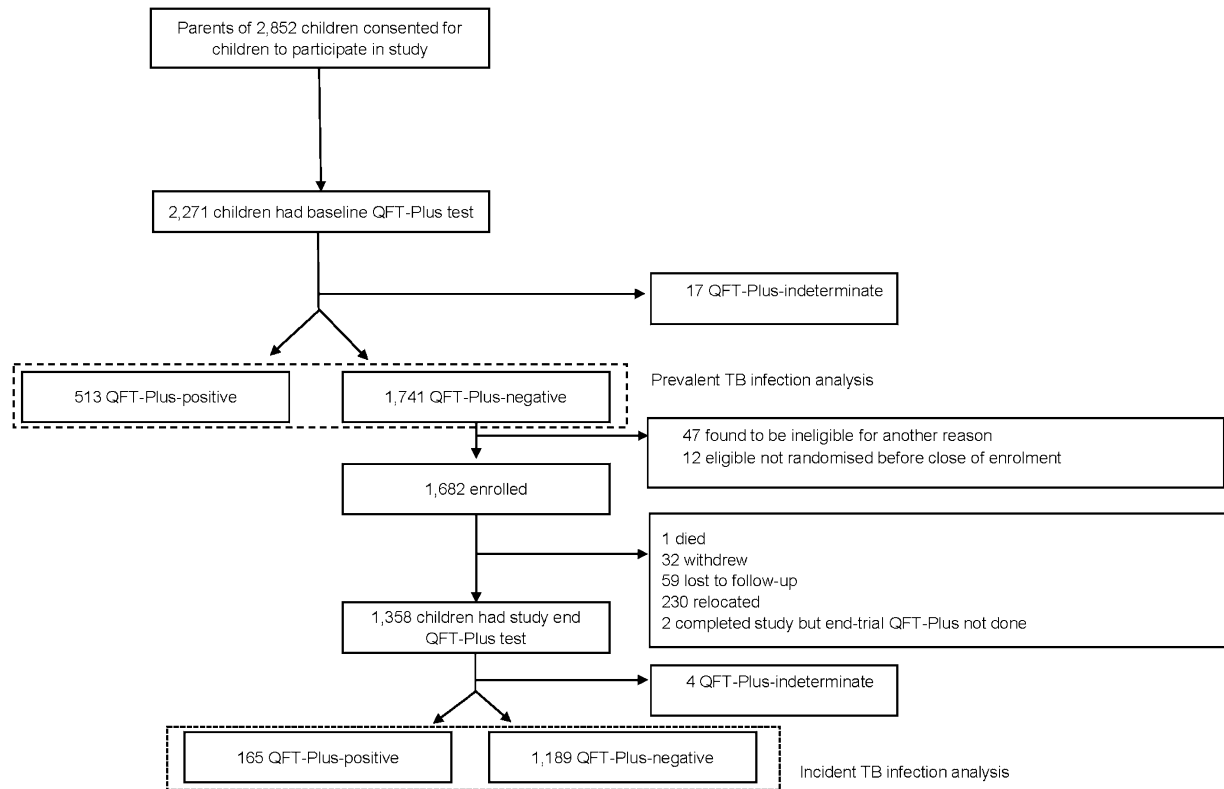 Parents of 2,852 children consented for
children to participate in study
2,271 children had baseline QFT-Plus test
17 QFT-Plus-indeterminate
513 QFT-Plus-positive
1,741 QFT-Plus-negative
Prevalent TB infection analysis
47 found to be ineligible for another reason
12 eligible not randomised before close of enrolment
1,682 enrolled
1 died
32 withdrew
59 lost to follow-up
230 relocated
2 completed study but end-trial QFT-Plus not done
1,358 children had study end
QFT-Plus test
4 QFT-Plus-indeterminate
165 QFT-Plus-positive
1,189 QFT-Plus-negative
Incident TB infection analysis